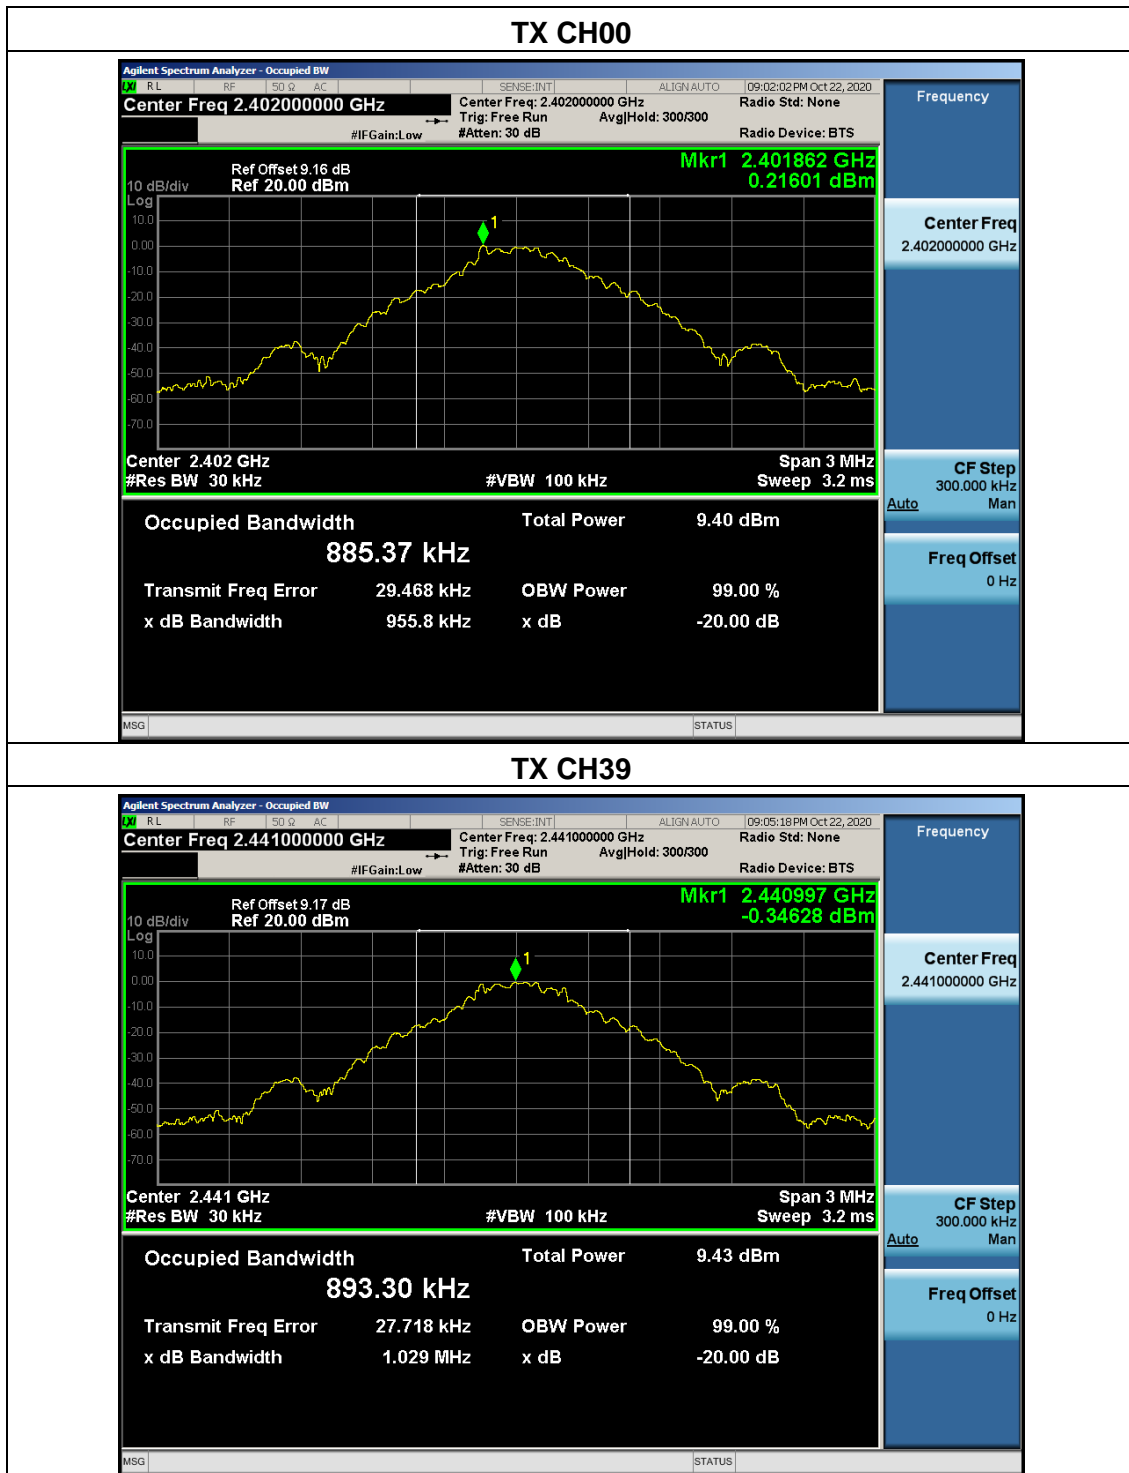 TX CH00
Agilent Spectrum Analyzer - Occupied BW
LXI RL RF 50 Ω AC SENSE:INT ALIGN AUTO 09:02:02 PM Oct 22, 2020
Center Freq 2.402000000 GHz
Center Freq: 2.402000000 GHz
Radio Std: None
Trig: Free Run Avg|Hold: 300/300
#IFGain:Low #Atten: 30 dB
Radio Device: BTS
Frequency
Mkr1 2.401862 GHz
0.21601 dBm
Ref Offset 9.16 dB
10 dB/div Ref 20.00 dBm
Log
10.0
0.00
-10.0
-20.0
-30.0
-40.0
-50.0
-60.0
-70.0
1
Center 2.402 GHz Span 3 MHz
#Res BW 30 kHz #VBW 100 kHz Sweep 3.2 ms
Center Freq
2.402000000 GHz
CF Step
300.000 kHz
Auto Man
Freq Offset
0 Hz
Occupied Bandwidth Total Power 9.40 dBm
885.37 kHz
Transmit Freq Error 29.468 kHz OBW Power 99.00 %
x dB Bandwidth 955.8 kHz x dB -20.00 dB
MSG STATUS
TX CH39
Agilent Spectrum Analyzer - Occupied BW
LXI RL RF 50 Ω AC SENSE:INT ALIGN AUTO 09:05:18 PM Oct 22, 2020
Center Freq 2.441000000 GHz
Center Freq: 2.441000000 GHz
Radio Std: None
Trig: Free Run Avg|Hold: 300/300
#IFGain:Low #Atten: 30 dB
Radio Device: BTS
Frequency
Mkr1 2.440997 GHz
-0.34628 dBm
Ref Offset 9.17 dB
10 dB/div Ref 20.00 dBm
Log
10.0
0.00
-10.0
-20.0
-30.0
-40.0
-50.0
-60.0
-70.0
1
Center 2.441 GHz Span 3 MHz
#Res BW 30 kHz #VBW 100 kHz Sweep 3.2 ms
Center Freq
2.441000000 GHz
CF Step
300.000 kHz
Auto Man
Freq Offset
0 Hz
Occupied Bandwidth Total Power 9.43 dBm
893.30 kHz
Transmit Freq Error 27.718 kHz OBW Power 99.00 %
x dB Bandwidth 1.029 MHz x dB -20.00 dB
MSG STATUS